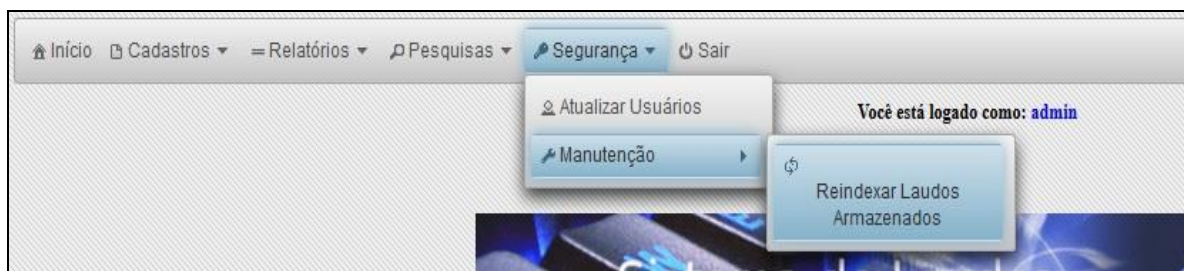 Início Cadastros Relatórios Pesquisas Segurança Sair
Atualizar Usuários
Você está logado como: admin
Manutenção
Reindexar Laudos
Armazenados